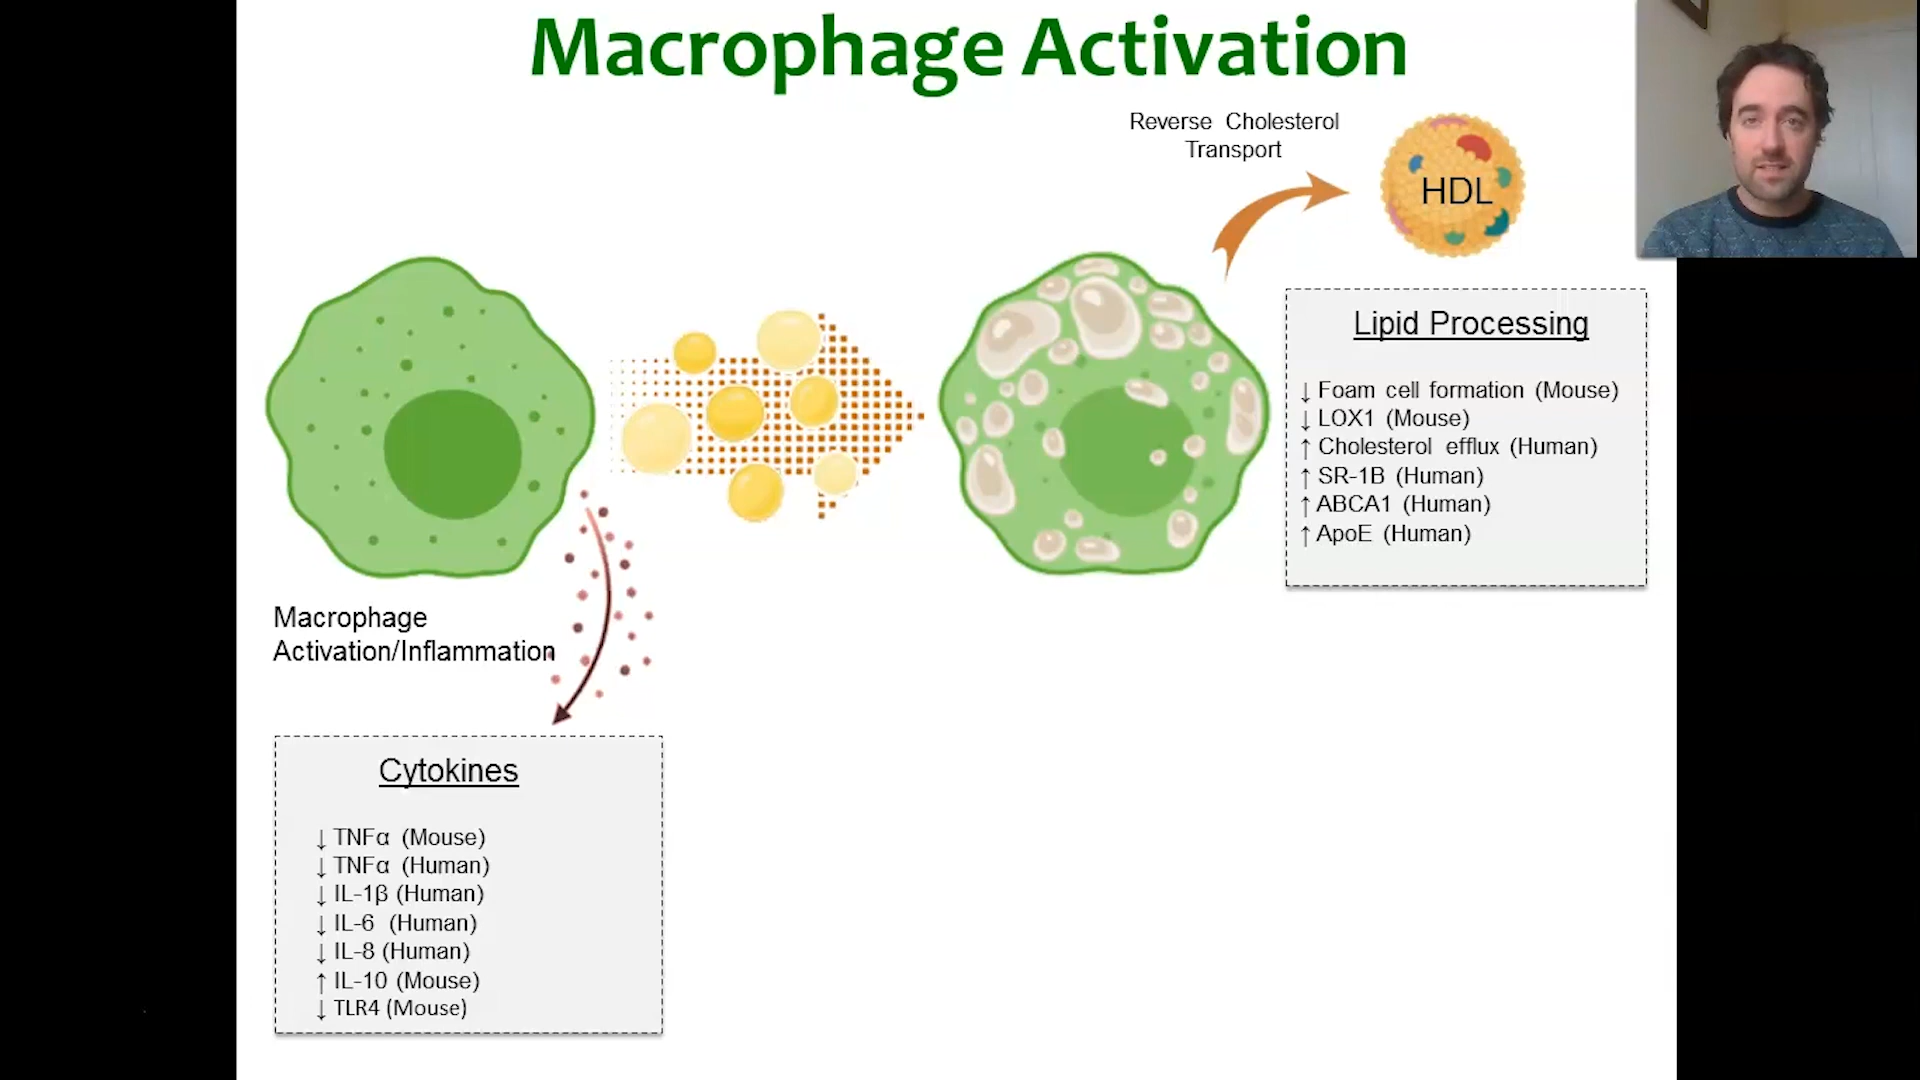 Macrophage Activation
Reverse Cholesterol
Transport
HDL
Lipid Processing
↓ Foam cell formation (Mouse)
↓ LOX1 (Mouse)
↑ Cholesterol efflux (Human)
↑ SR-1B (Human)
↑ ABCA1 (Human)
↑ ApoE (Human)
Macrophage
Activation/Inflammation
Cytokines
↓ TNFα (Mouse)
↓ TNFα (Human)
↓ IL-1β (Human)
↓ IL-6 (Human)
↓ IL-8 (Human)
↑ IL-10 (Mouse)
↓ TLR4 (Mouse)